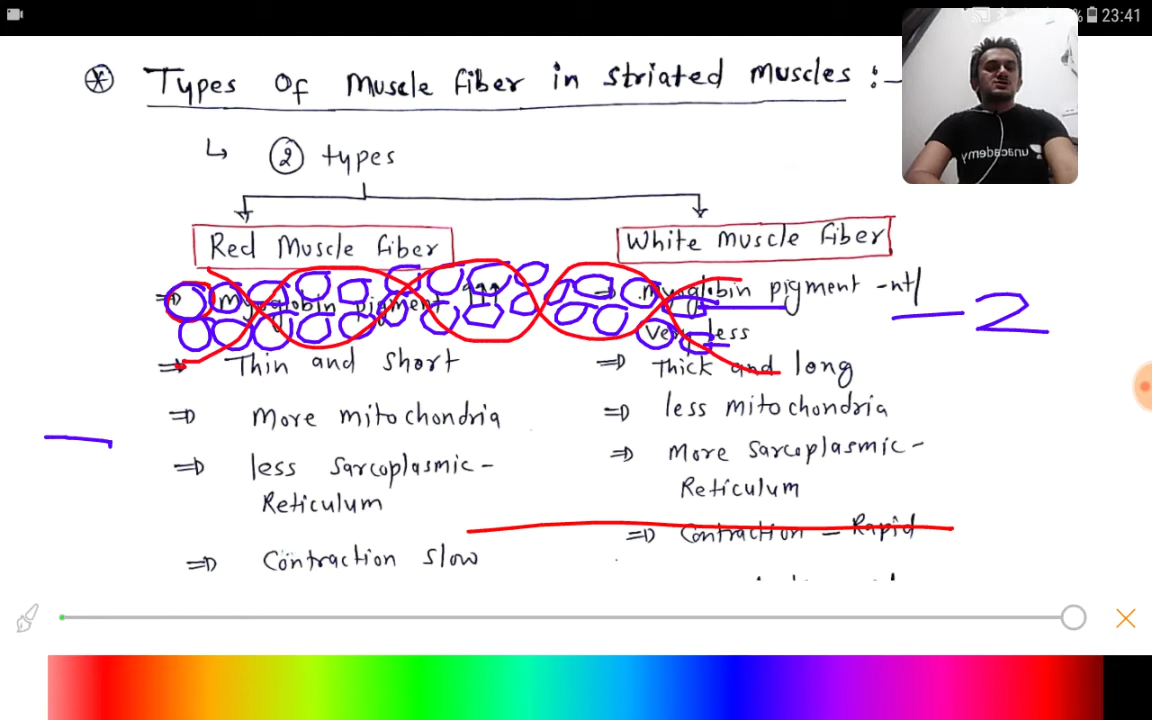 23:41
Types of Muscle fiber in striated muscles :-
② types
Red Muscle fiber
White muscle fiber
⇒ myoglobin pigment ↑↑↑
⇒ myoglobin pigment -nt/
Very less
⇒ Thin and short
⇒ Thick and long
⇒ More mitochondria
⇒ less mitochondria
⇒ less Sarcoplasmic-
Reticulum
⇒ More Sarcoplasmic-
Reticulum
⇒ Contraction slow
⇒ Contraction = Rapid
2
unacademy